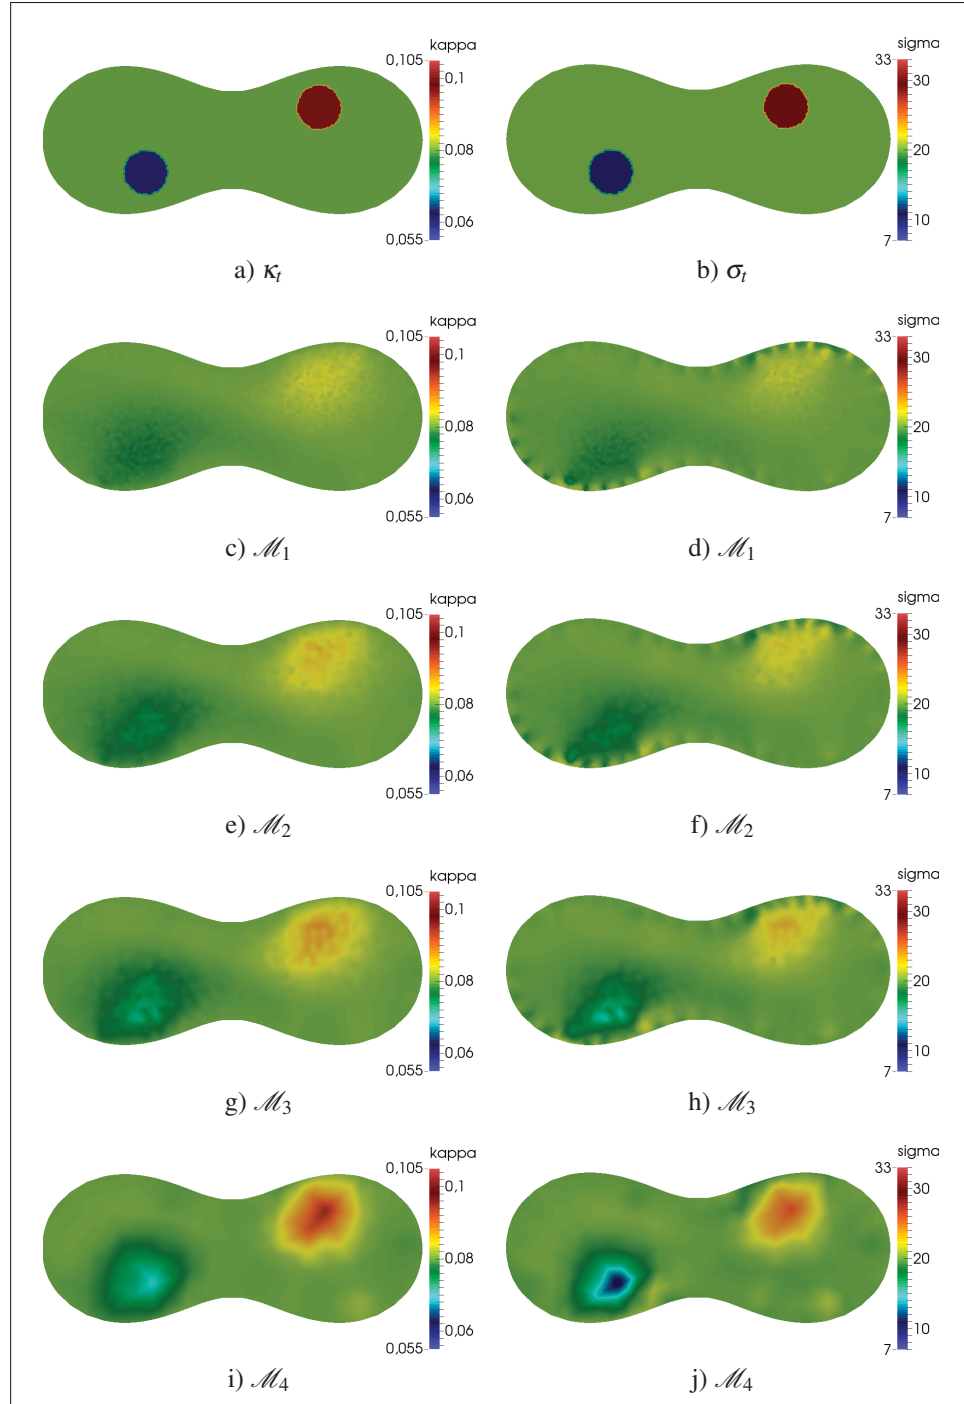 kappa
0,105
0,1
0,08
0,06
0,055
a) κt
sigma
33
30
20
10
7
b) σt
kappa
0,105
0,1
0,08
0,06
0,055
c) ℳ1
sigma
33
30
20
10
7
d) ℳ1
kappa
0,105
0,1
0,08
0,06
0,055
e) ℳ2
sigma
33
30
20
10
7
f) ℳ2
kappa
0,105
0,1
0,08
0,06
0,055
g) ℳ3
sigma
33
30
20
10
7
h) ℳ3
kappa
0,105
0,1
0,08
0,06
0,055
i) ℳ4
sigma
33
30
20
10
7
j) ℳ4